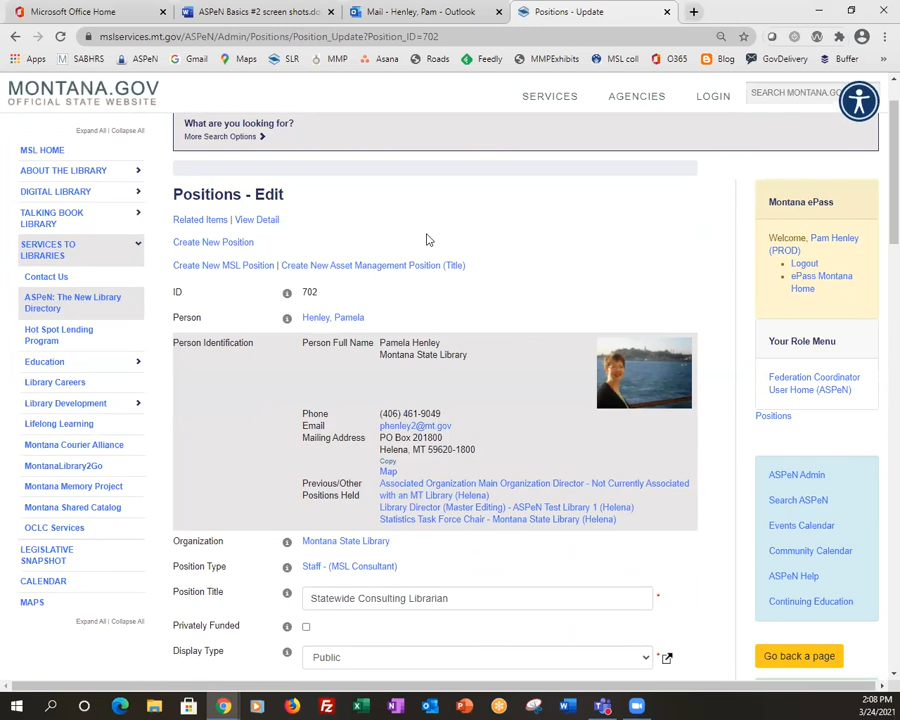 Microsoft Office Home
ASPeN Basics #2 screen shots.do
Mail - Henley, Pam - Outlook
Positions - Update
mslservices.mt.gov/ASPeN/Admin/Positions/Position_Update?Position_ID=702
Apps SABHRS ASPeN Gmail Maps SLR MMP Asana Roads Feedly MMPExhibits MSL coll O365 Blog GovDelivery Buffer
MONTANA.GOV
OFFICIAL STATE WEBSITE
SERVICES AGENCIES LOGIN SEARCH MONTANA.GO
Expand All | Collapse All
MSL HOME
ABOUT THE LIBRARY
DIGITAL LIBRARY
TALKING BOOK
LIBRARY
SERVICES TO
LIBRARIES
Contact Us
ASPeN: The New Library
Directory
Hot Spot Lending
Program
Education
Library Careers
Library Development
Lifelong Learning
Montana Courier Alliance
MontanaLibrary2Go
Montana Memory Project
Montana Shared Catalog
OCLC Services
LEGISLATIVE
SNAPSHOT
CALENDAR
MAPS
Expand All | Collapse All
What are you looking for?
More Search Options
Positions - Edit
Related Items | View Detail
Create New Position
Create New MSL Position | Create New Asset Management Position (Title)
ID 702
Person Henley, Pamela
Person Identification Person Full Name Pamela Henley
Montana State Library
Phone (406) 461-9049
Email phenley2@mt.gov
Mailing Address PO Box 201800
Helena, MT 59620-1800
Copy
Map
Previous/Other Associated Organization Main Organization Director - Not Currently Associated
Positions Held with an MT Library (Helena)
Library Director (Master Editing) - ASPeN Test Library 1 (Helena)
Statistics Task Force Chair - Montana State Library (Helena)
Organization Montana State Library
Position Type Staff - (MSL Consultant)
Position Title Statewide Consulting Librarian *
Privately Funded
Display Type Public *
Montana ePass
Welcome, Pam Henley
(PROD)
Logout
ePass Montana
Home
Your Role Menu
Federation Coordinator
User Home (ASPeN)
Positions
ASPeN Admin
Search ASPeN
Events Calendar
Community Calendar
ASPeN Help
Continuing Education
Go back a page
2:08 PM
3/24/2021